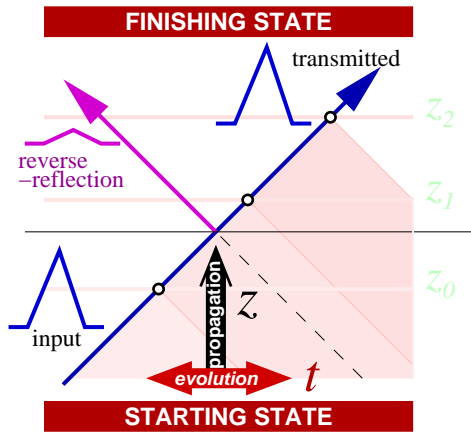 FINISHING STATE
transmitted
z2
reverse
-reflection
z1
z0
input
propagation
z
evolution
t
STARTING STATE